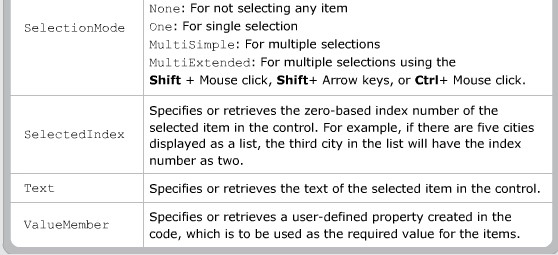 None: For not selecting any item
SelectionMode
One: For single selection
MultiSimple: For multiple selections
MultiExtended: For multiple selections using the
Shift + Mouse click, Shift+ Arrow keys, or Ctrl+ Mouse click.
Specifies or retrieves the zero-based index number of the
SelectedIndex
selected item in the control. For example, if there are five cities
displayed as a list, the third city in the list will have the index
number as two.
Text
Specifies or retrieves the text of the selected item in the control.
ValueMember
Specifies or retrieves a user-defined property created in the
code, which is to be used as the required value for the items.